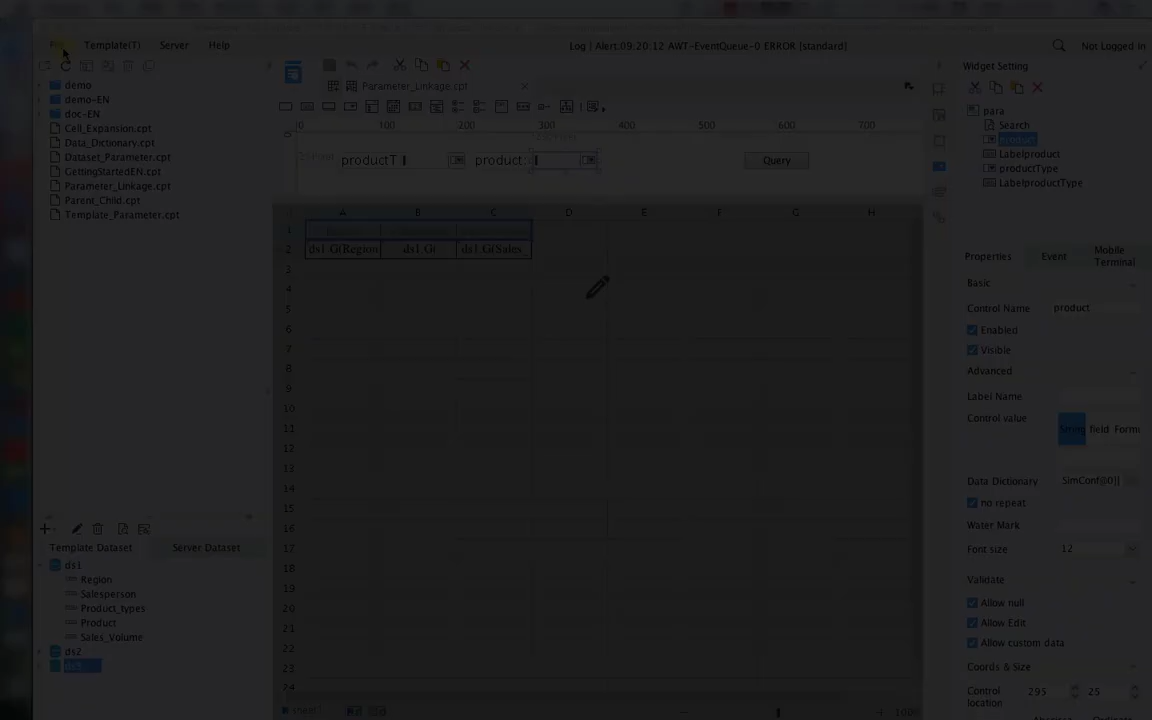 Template(T) Server Help Log | Alert:09:20:12 AWT-EventQueue-0 ERROR [standard] Not Logged In
Parameter_Linkage.cpt
demo
demo-EN
doc-EN
Cell_Expansion.cpt
Data_Dictionary.cpt
Dataset_Parameter.cpt
GettingStartedEN.cpt
Parameter_Linkage.cpt
Parent_Child.cpt
Template_Parameter.cpt
0 100 200 300 400 500 600 700
productT product: Query
A B C D E F G H
1
2 ds1.G(Region ds1.G( ds1.G(Sales_
3
4
5
6
7
8
9
10
11
12
13
14
15
16
17
18
19
20
21
22
23
24
Template Dataset Server Dataset
ds1
Region
Salesperson
Product_types
Product
Sales_Volume
ds2
ds3
Widget Setting
para
Search
product
Labelproduct
productType
LabelproductType
Properties Event Mobile Terminal
Basic
Control Name product
Enabled
Visible
Advanced
Label Name
Control value String field Formu
Data Dictionary SimConf@0][
no repeat
Water Mark
Font size 12
Validate
Allow null
Allow Edit
Allow custom data
Coords & Size
Control location 295 25